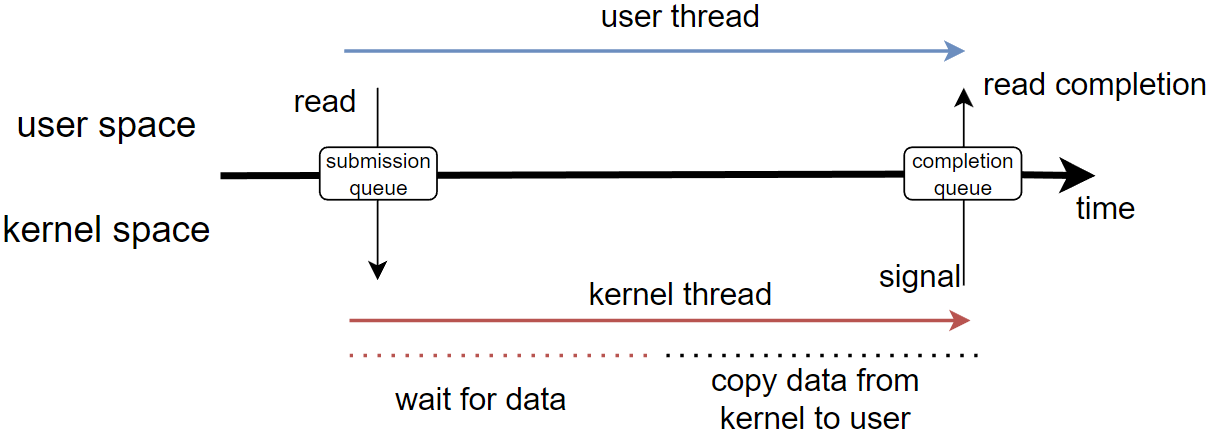 user thread
read
read completion
user space
submission
queue
completion
queue
time
kernel space
signal
kernel thread
wait for data
copy data from
kernel to user